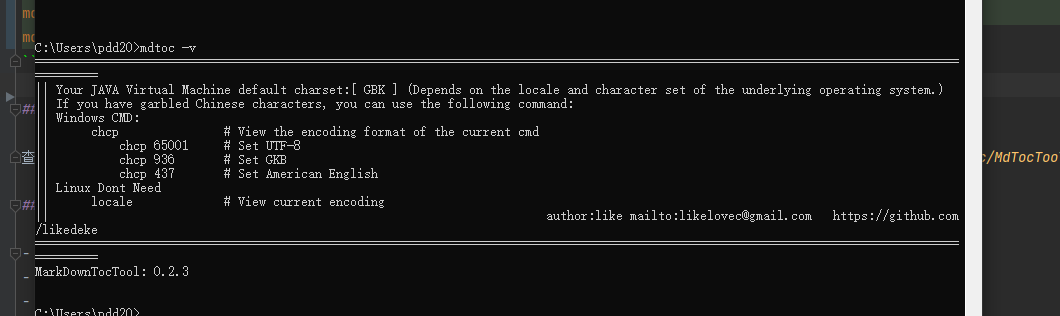 C:\Users\pdd20>mdtoc -v
Your JAVA Virtual Machine default charset:[ GBK ] (Depends on the locale and character set of the underlying operating system.)
If you have garbled Chinese characters, you can use the following command:
Windows CMD:
chcp # View the encoding format of the current cmd
chcp 65001 # Set UTF-8
chcp 936 # Set GKB
chcp 437 # Set American English
Linux Dont Need
locale # View current encoding
查
c/MdTocToo
##
##
author:like mailto:likelovec@gmail.com https://github.com
/likedeke
MarkDownTocTool: 0.2.3
C:\Users\pdd20>